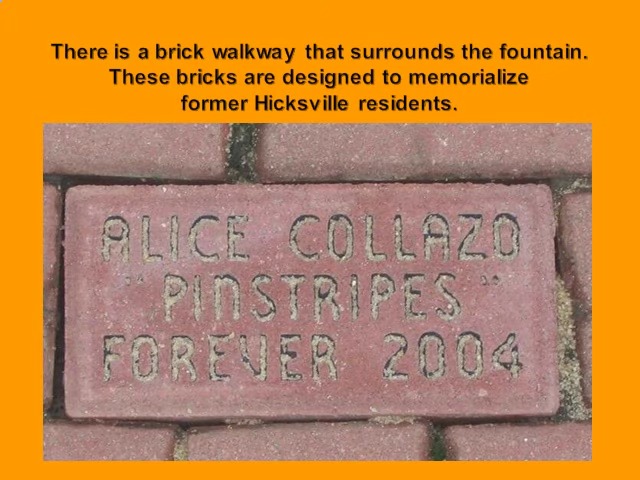 There is a brick walkway that surrounds the fountain.
These bricks are designed to memorialize
former Hicksville residents.
ALICE COLLAZO
"PINSTRIPES"
FOREVER 2004